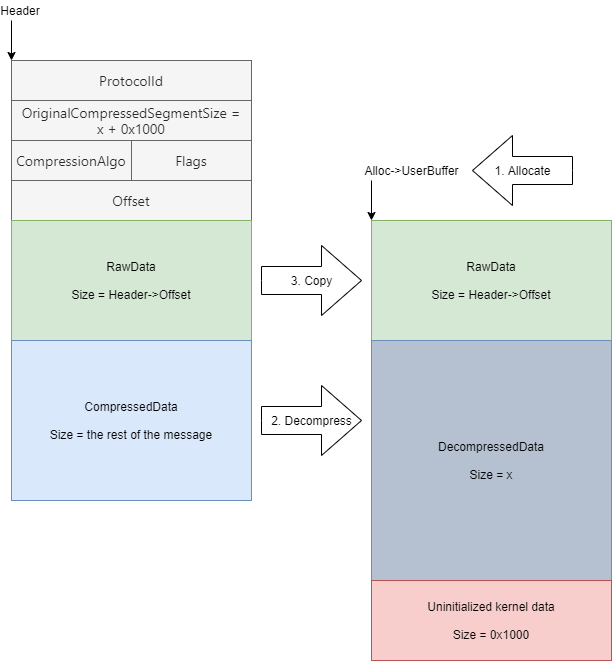 Header
ProtocolId
OriginalCompressedSegmentSize =
x + 0x1000
CompressionAlgo
Flags
Offset
Alloc->UserBuffer
1. Allocate
RawData
Size = Header->Offset
3. Copy
RawData
Size = Header->Offset
CompressedData
Size = the rest of the message
2. Decompress
DecompressedData
Size = x
Uninitialized kernel data
Size = 0x1000